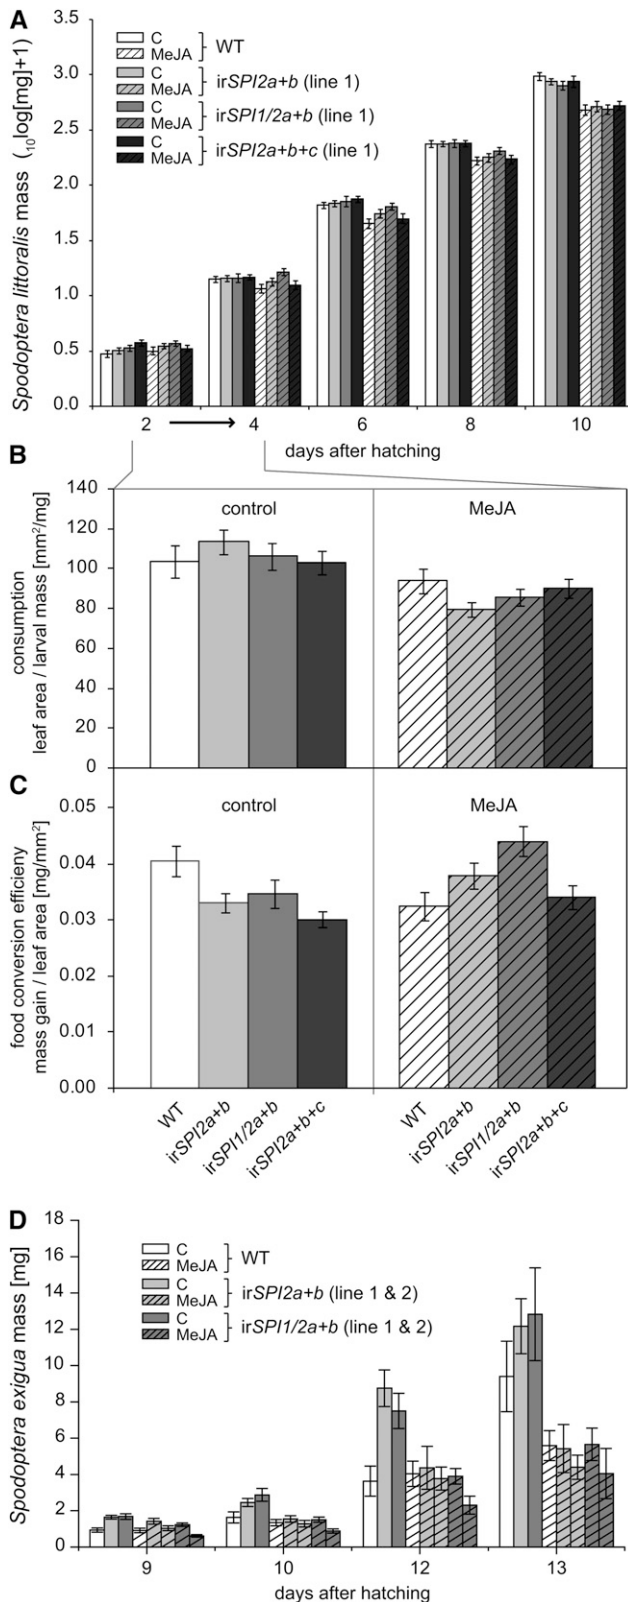 A
C
MeJA
WT
C
MeJA
irSPI2a+b (line 1)
C
MeJA
irSPI1/2a+b (line 1)
C
MeJA
irSPI2a+b+c (line 1)
Spodoptera littoralis mass (10log[mg]+1)
3.5
3.0
2.5
2.0
1.5
1.0
0.5
0.0
2 4 6 8 10
days after hatching
B
consumption
leaf area / larval mass [mm²/mg]
140
120
100
80
60
40
20
0
control
MeJA
C
food conversion efficieny
mass gain / leaf area [mg/mm²]
0.05
0.04
0.03
0.02
0.01
0.00
control
MeJA
WT
irSPI2a+b
irSPI1/2a+b
irSPI2a+b+c
WT
irSPI2a+b
irSPI1/2a+b
irSPI2a+b+c
D
Spodoptera exigua mass [mg]
18
16
14
12
10
8
6
4
2
0
C
MeJA
WT
C
MeJA
irSPI2a+b (line 1 & 2)
C
MeJA
irSPI1/2a+b (line 1 & 2)
9 10 12 13
days after hatching